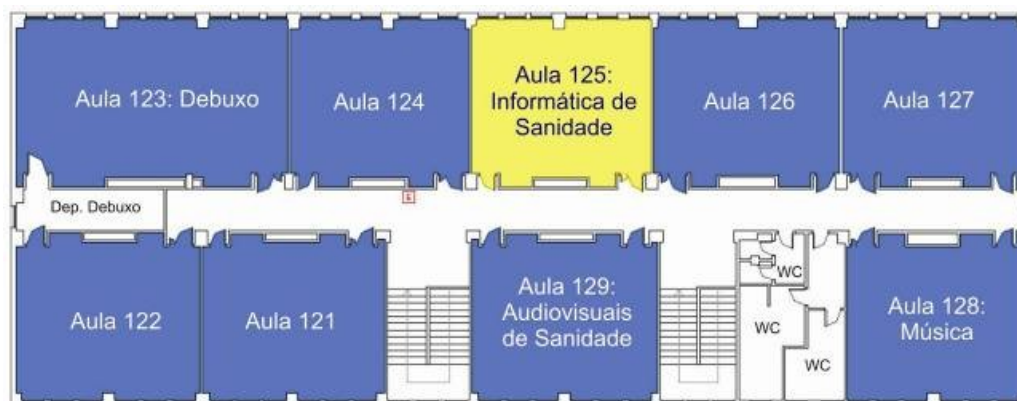 Aula 123: Debuxo
Aula 124
Aula 125:
Informática de
Sanidade
Aula 126
Aula 127
Dep. Debuxo
Aula 122
Aula 121
Aula 129:
Audiovisuais
de Sanidade
WC
WC
WC
Aula 128:
Música